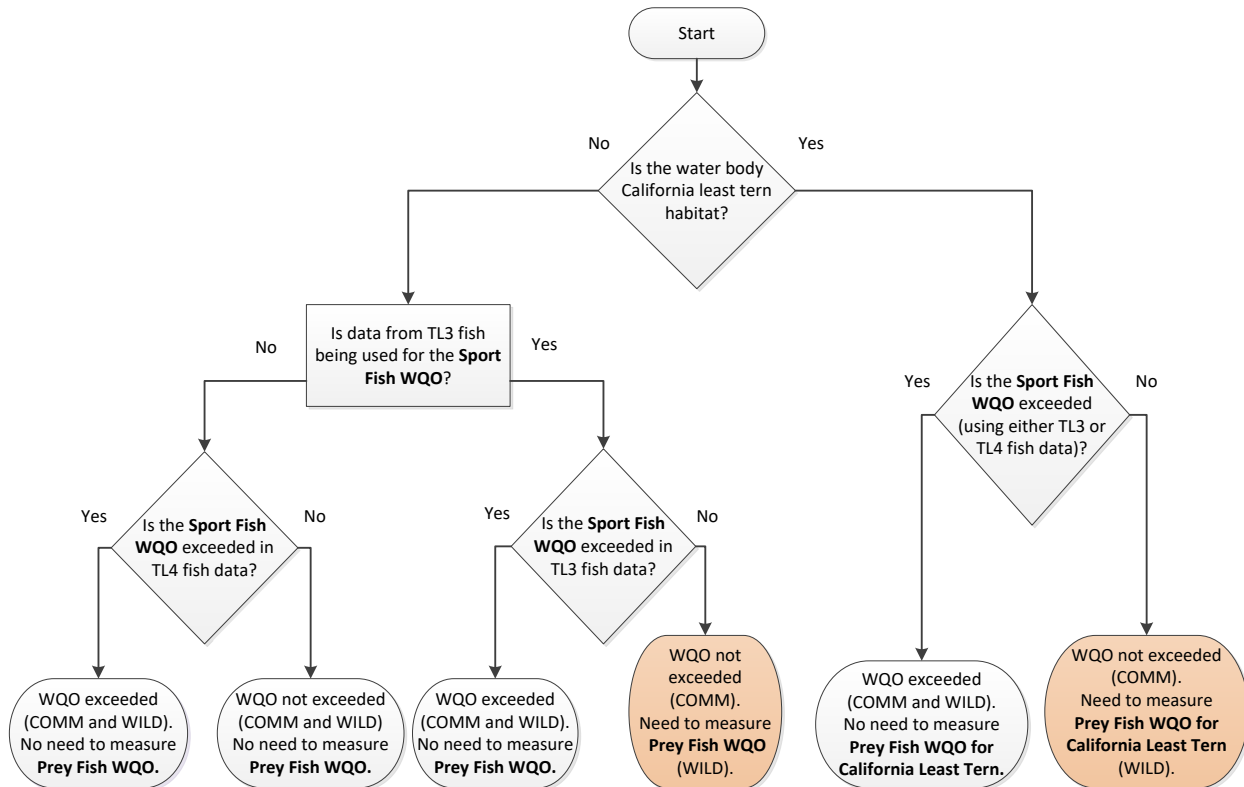 Start
No
Yes
Is the water body
California least tern
habitat?
Is data from TL3 fish
being used for the Sport
Fish WQO?
No
Yes
Is the Sport Fish
WQO exceeded
(using either TL3 or
TL4 fish data)?
Yes
No
Is the Sport Fish
WQO exceeded in
TL4 fish data?
Yes
No
Is the Sport Fish
WQO exceeded in
TL3 fish data?
Yes
No
WQO exceeded
(COMM and WILD).
No need to measure
Prey Fish WQO.
WQO not exceeded
(COMM and WILD)
No need to measure
Prey Fish WQO.
WQO exceeded
(COMM and WILD).
No need to measure
Prey Fish WQO.
WQO not
exceeded
(COMM).
Need to measure
Prey Fish WQO
(WILD).
WQO exceeded
(COMM and WILD).
No need to measure
Prey Fish WQO for
California Least Tern.
WQO not exceeded
(COMM).
Need to measure
Prey Fish WQO for
California Least Tern
(WILD).